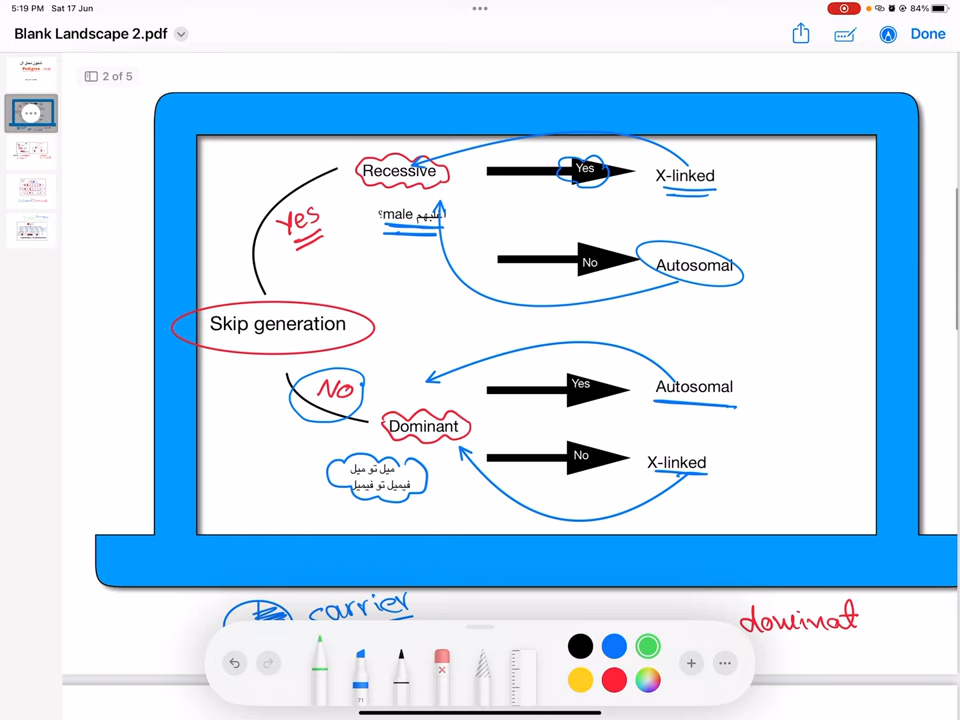 5:19 PM Sat 17 Jun
84%
Blank Landscape 2.pdf
Done
2 of 5
Recessive
Yes
X-linked
Yes
اغلبهم male؟
No
Autosomal
Skip generation
No
Yes
Autosomal
Dominant
No
X-linked
ميل تو ميل
فيميل تو فيميل
carrier
dominat
71